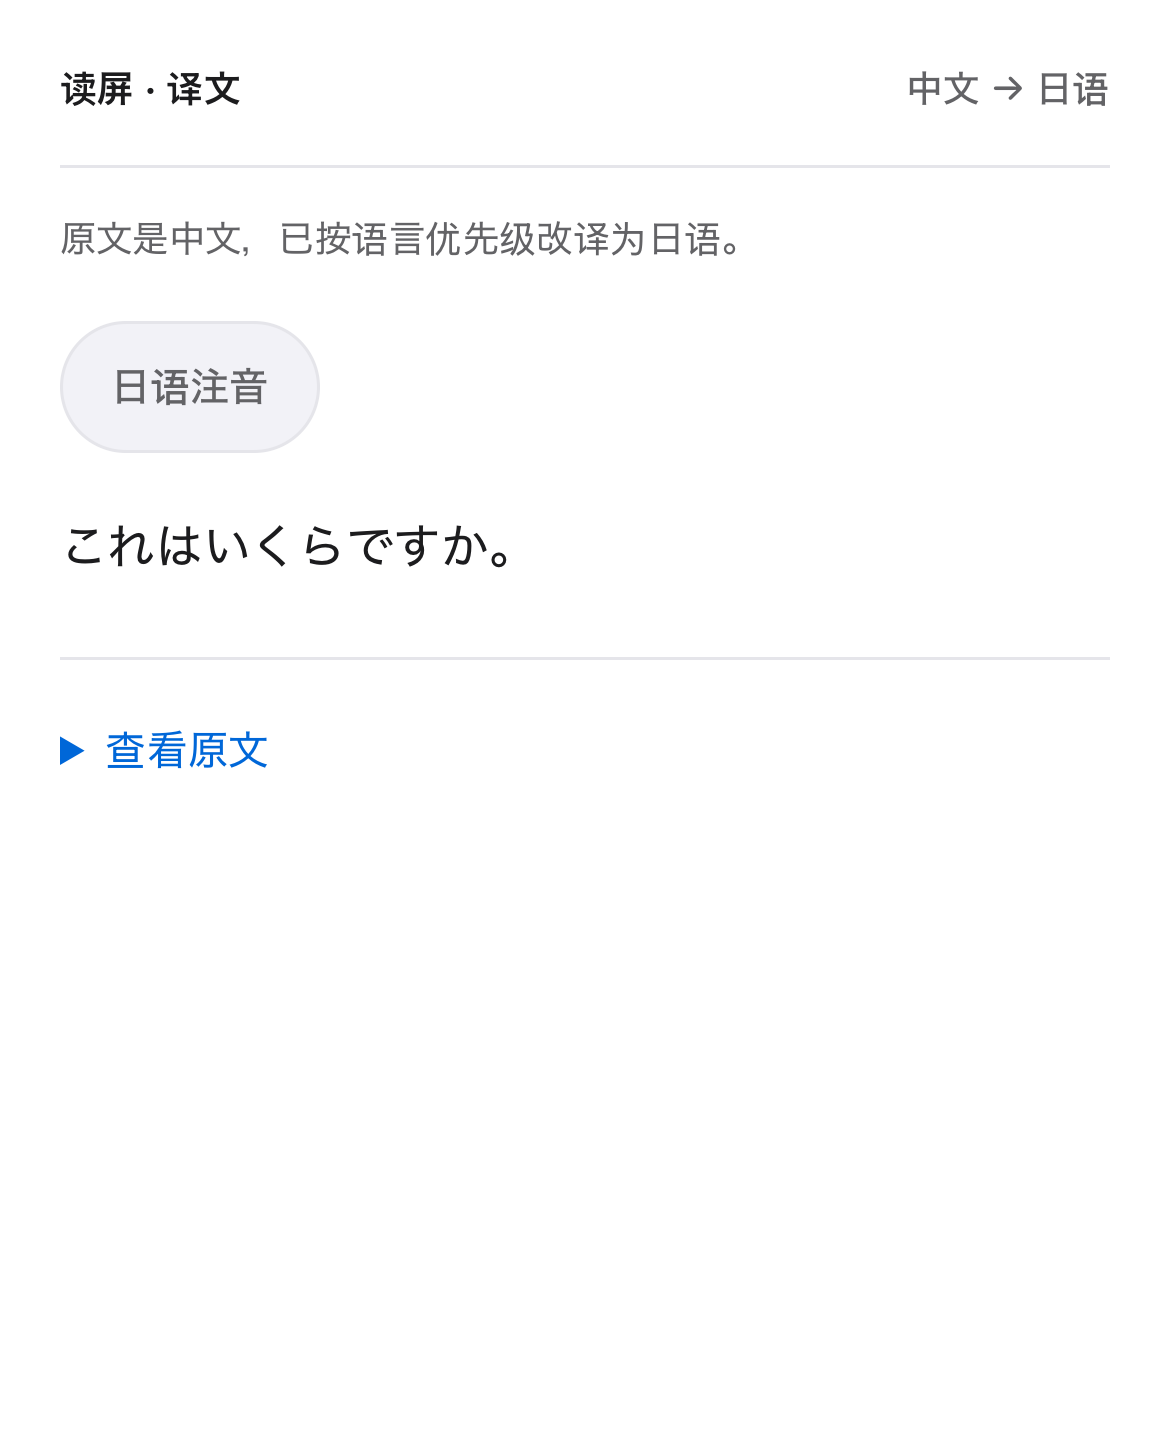 读屏 · 译文
中文 → 日语
原文是中文，已按语言优先级改译为日语。
日语注音
これはいくらですか。
▶ 查看原文